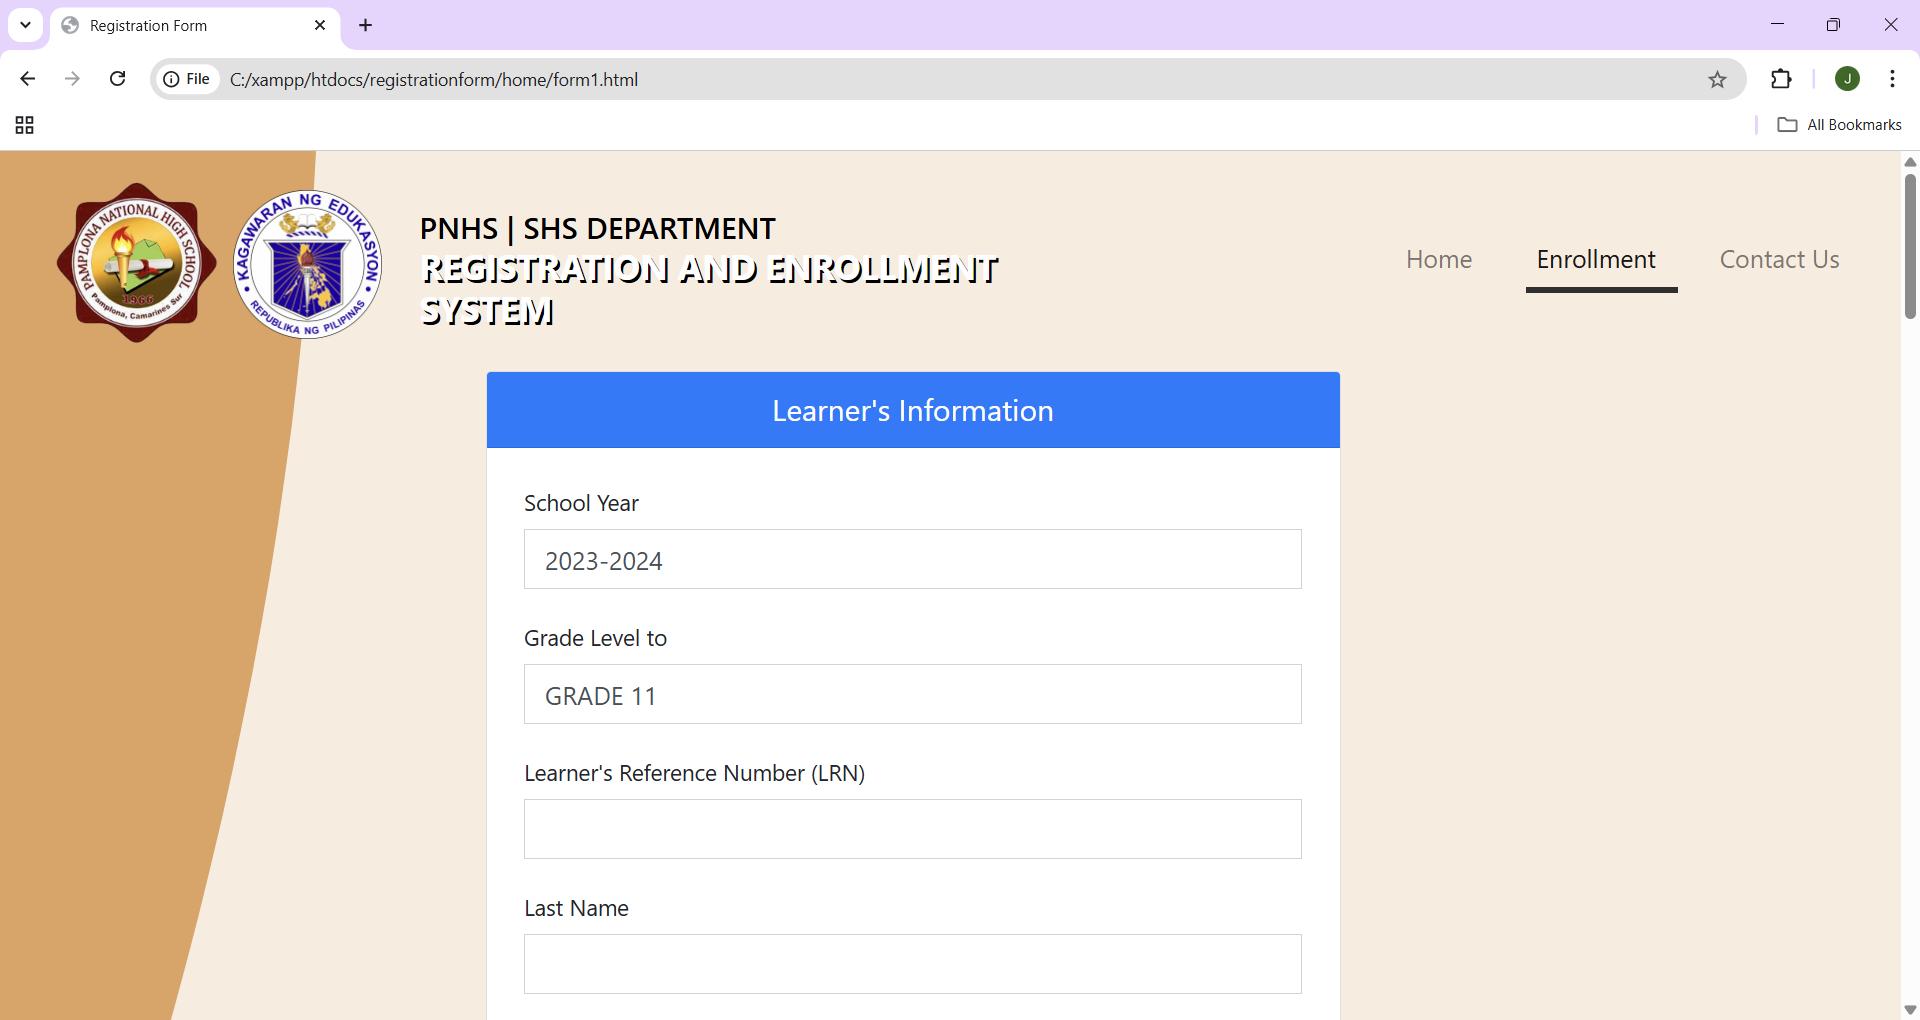 Registration Form
File
C:/xampp/htdocs/registrationform/home/form1.html
J
All Bookmarks
PAMPLONA NATIONAL HIGH SCHOOL
1966
Pamplona, Camarines Sur
KAGAWARAN NG EDUKASYON
REPUBLIKA NG PILIPINAS
PNHS | SHS DEPARTMENT
REGISTRATION AND ENROLLMENT
SYSTEM
Home
Enrollment
Contact Us
Learner's Information
School Year
2023-2024
Grade Level to
GRADE 11
Learner's Reference Number (LRN)
Last Name